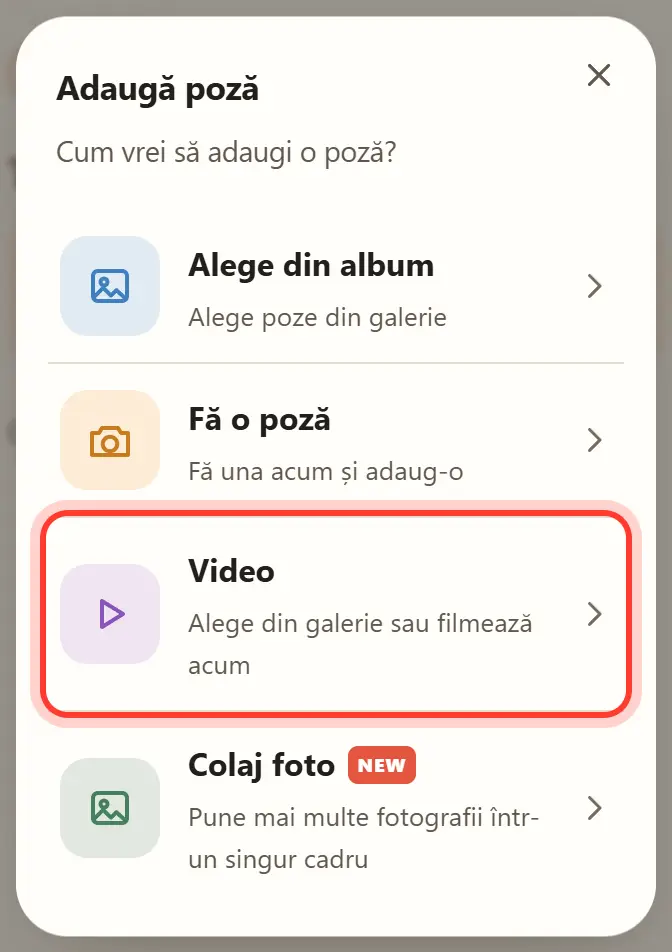 Adaugă poză
Cum vrei să adaugi o poză?
Alege din album
Alege poze din galerie
Fă o poză
Fă una acum și adaug-o
Video
Alege din galerie sau filmează
acum
Colaj foto NEW
Pune mai multe fotografii într-
un singur cadru